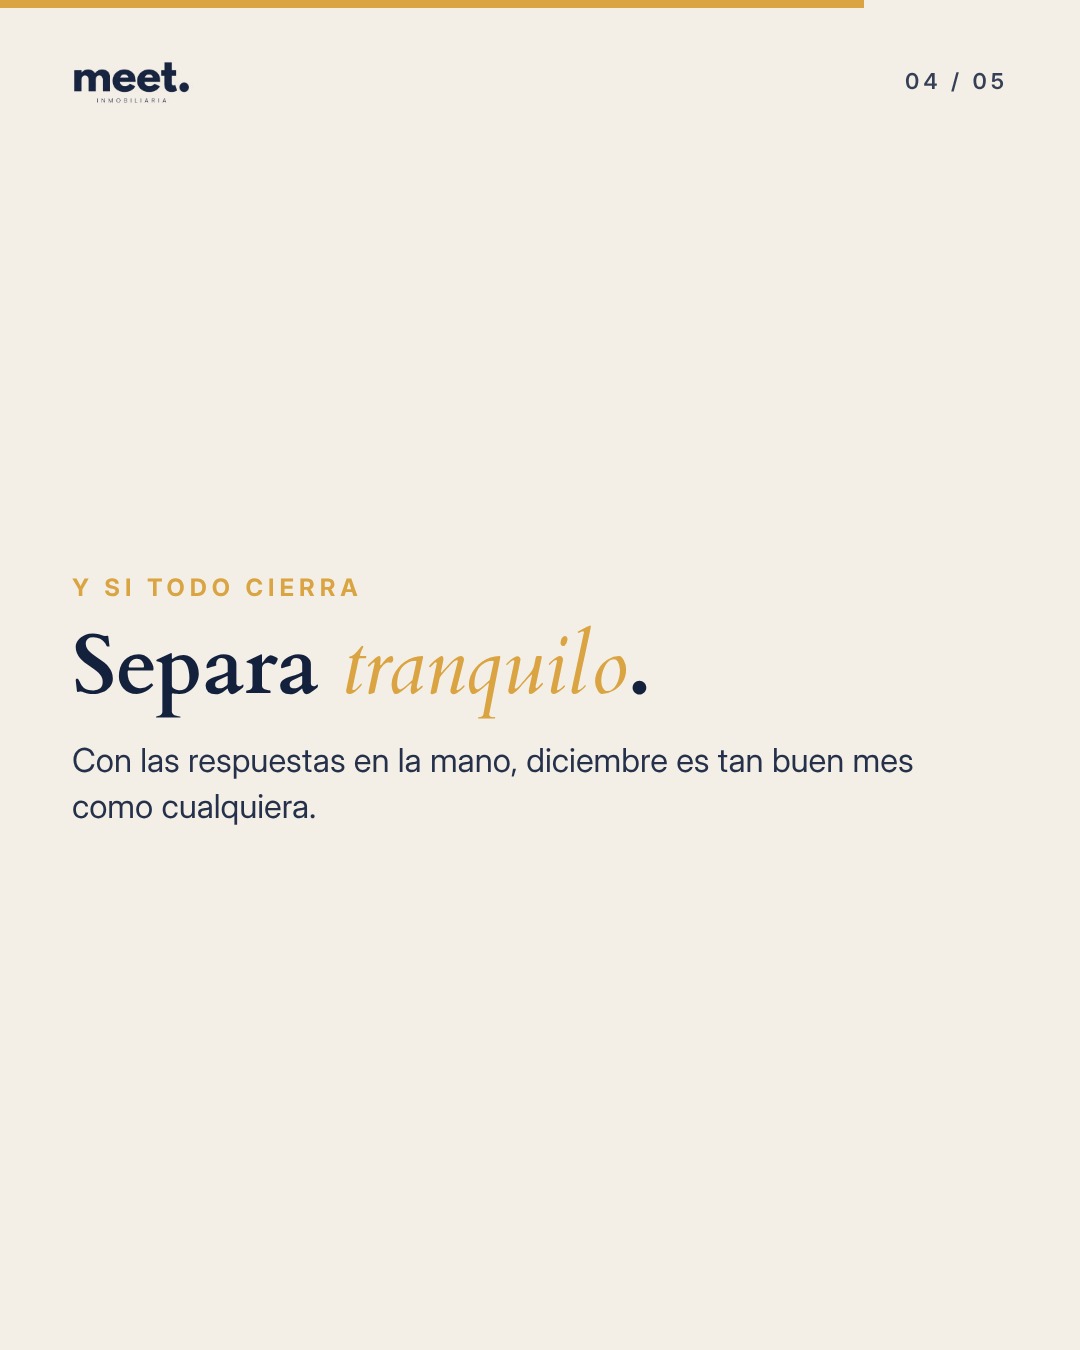 meet.
INMOBILIARIA
04 / 05
Y SI TODO CIERRA
Separa tranquilo.
Con las respuestas en la mano, diciembre es tan buen mes
como cualquiera.